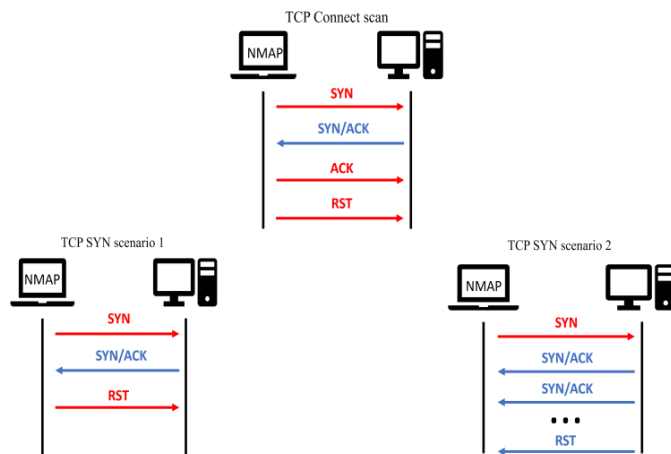 TCP Connect scan
NMAP
SYN
SYN/ACK
ACK
RST
TCP SYN scenario 1
NMAP
SYN
SYN/ACK
RST
TCP SYN scenario 2
NMAP
SYN
SYN/ACK
SYN/ACK
...
RST